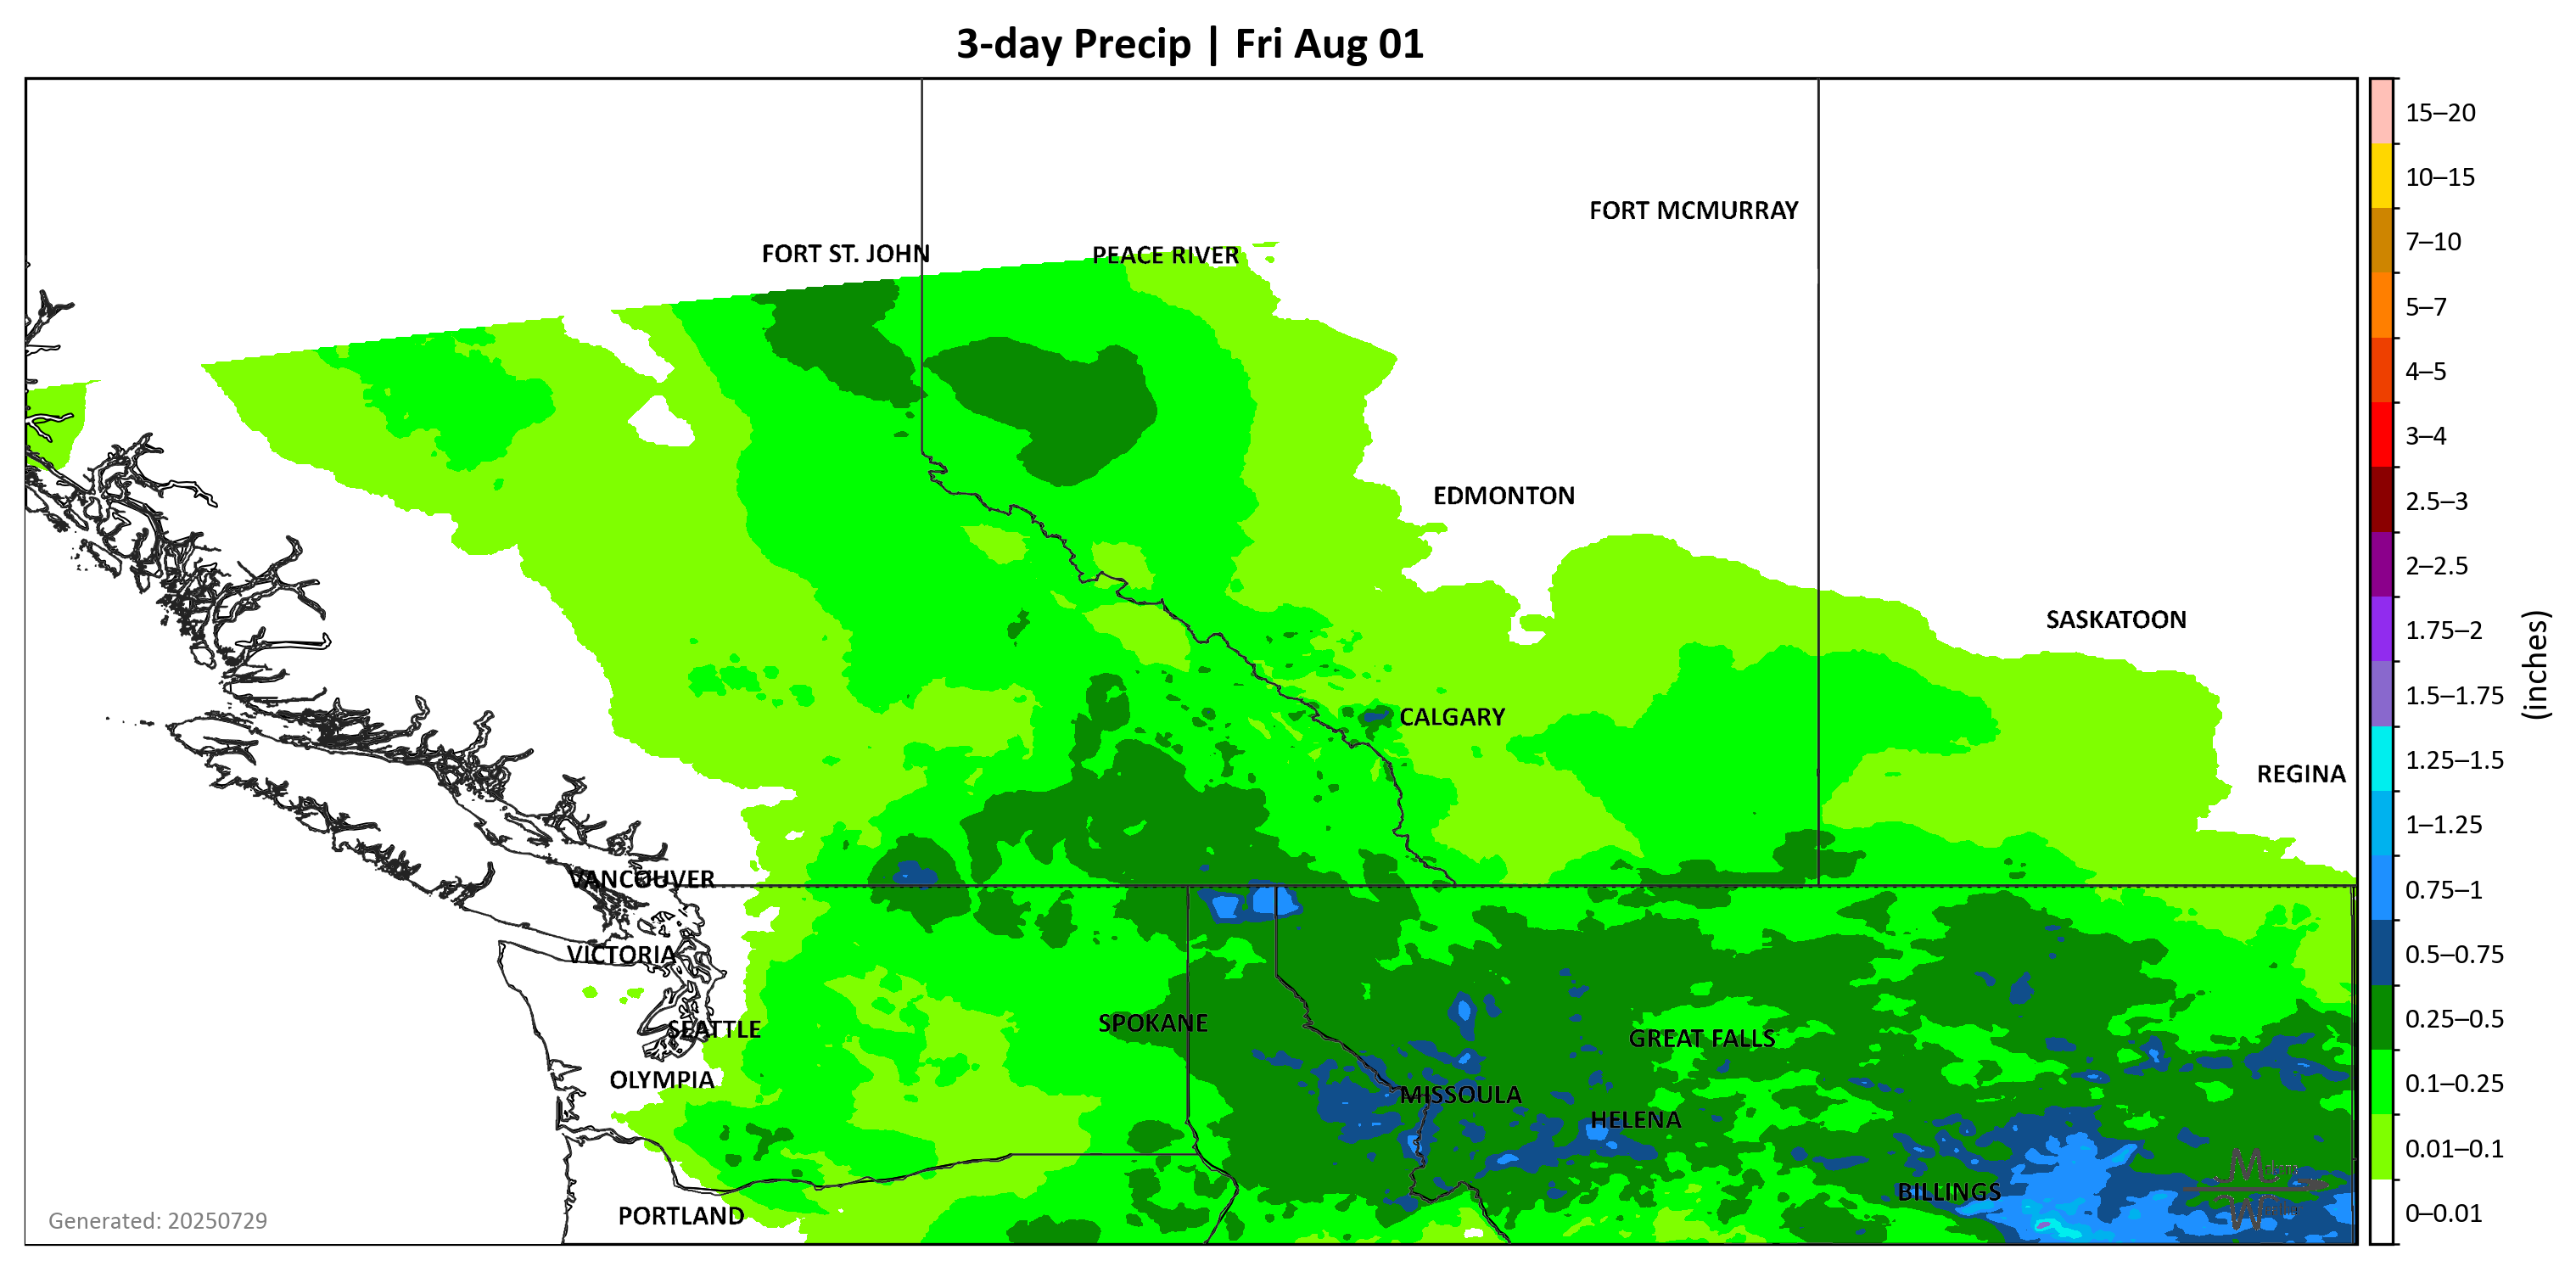 3-day Precip | Fri Aug 01
FORT MCMURRAY
FORT ST. JOHN
PEACE RIVER
EDMONTON
SASKATOON
CALGARY
REGINA
VANCOUVER
VICTORIA
SEATTLE
SPOKANE
GREAT FALLS
OLYMPIA
MISSOULA
HELENA
BILLINGS
PORTLAND
Generated: 20250729
15–20
10–15
7–10
5–7
4–5
3–4
2.5–3
2–2.5
1.75–2
1.5–1.75
1.25–1.5
1–1.25
0.75–1
0.5–0.75
0.25–0.5
0.1–0.25
0.01–0.1
0–0.01
(inches)